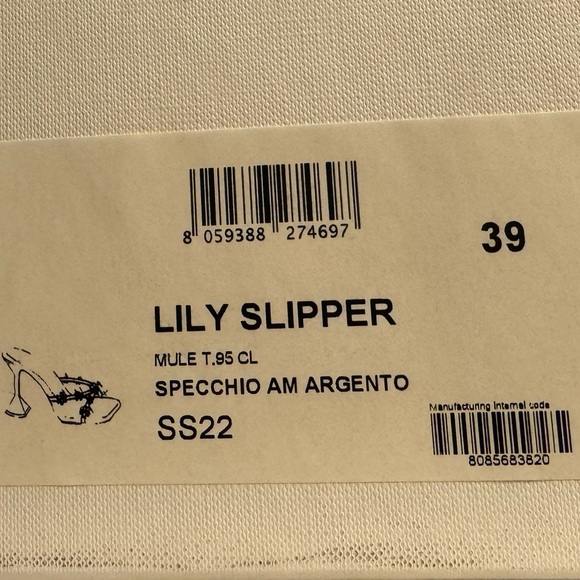 8 059388 274697
39
LILY SLIPPER
MULE T.95 CL
SPECCHIO AM ARGENTO
SS22
Manufacturing Internal code
8085683820